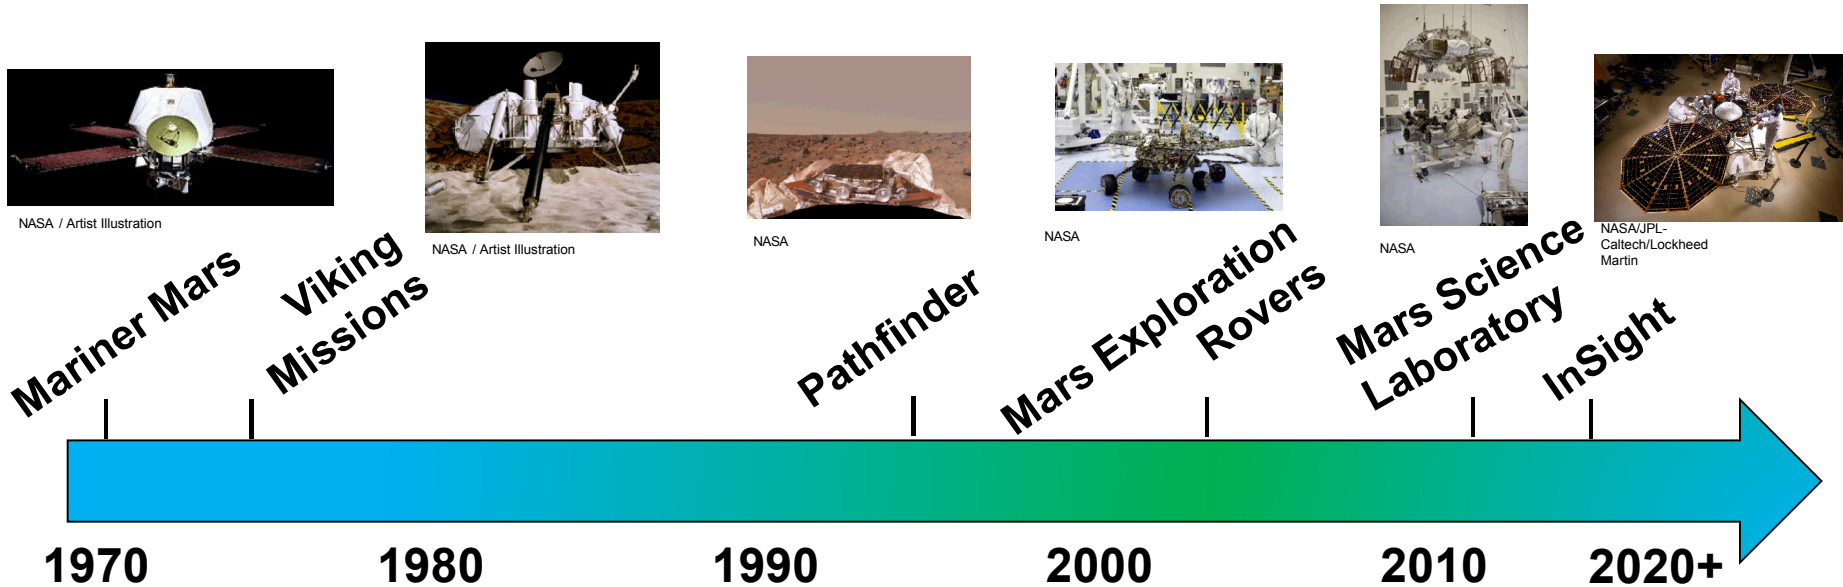 NASA / Artist Illustration
NASA / Artist Illustration
NASA
NASA
NASA
NASA/JPL-
Caltech/Lockheed
Martin
Mariner Mars
Viking
Missions
Pathfinder
Mars Exploration
Rovers
Mars Science
Laboratory
InSight
1970
1980
1990
2000
2010
2020+